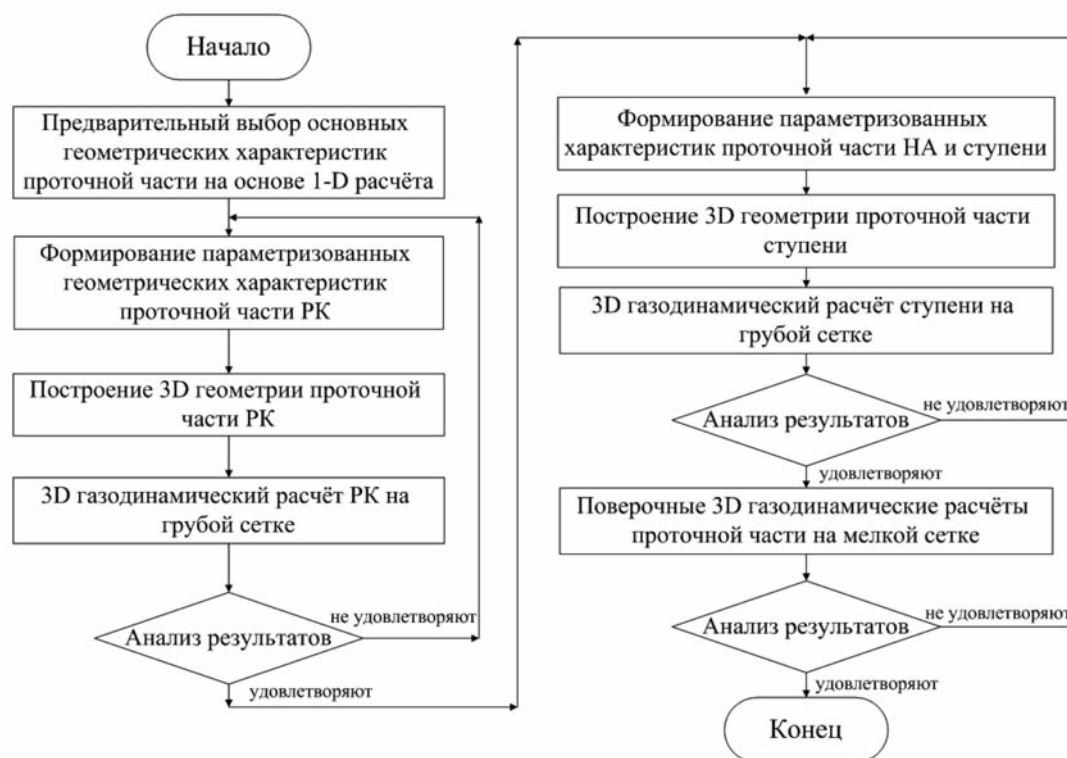 Начало
Предварительный выбор основных
геометрических характеристик
проточной части на основе 1-D расчёта
Формирование параметризованных
геометрических характеристик
проточной части РК
Построение 3D геометрии проточной
части РК
3D газодинамический расчёт РК на
грубой сетке
Анализ результатов
не удовлетворяют
удовлетворяют
Формирование параметризованных
характеристик проточной части НА и ступени
Построение 3D геометрии проточной части
ступени
3D газодинамический расчёт ступени на
грубой сетке
Анализ результатов
не удовлетворяют
удовлетворяют
Поверочные 3D газодинамические расчёты
проточной части на мелкой сетке
Анализ результатов
не удовлетворяют
удовлетворяют
Конец